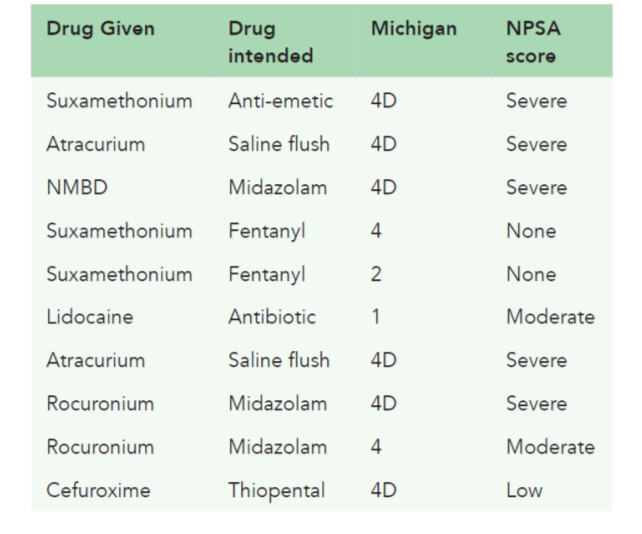 Drug Given Drug intended Michigan NPSA score
Suxamethonium Anti-emetic 4D Severe
Atracurium Saline flush 4D Severe
NMBD Midazolam 4D Severe
Suxamethonium Fentanyl 4 None
Suxamethonium Fentanyl 2 None
Lidocaine Antibiotic 1 Moderate
Atracurium Saline flush 4D Severe
Rocuronium Midazolam 4D Severe
Rocuronium Midazolam 4 Moderate
Cefuroxime Thiopental 4D Low